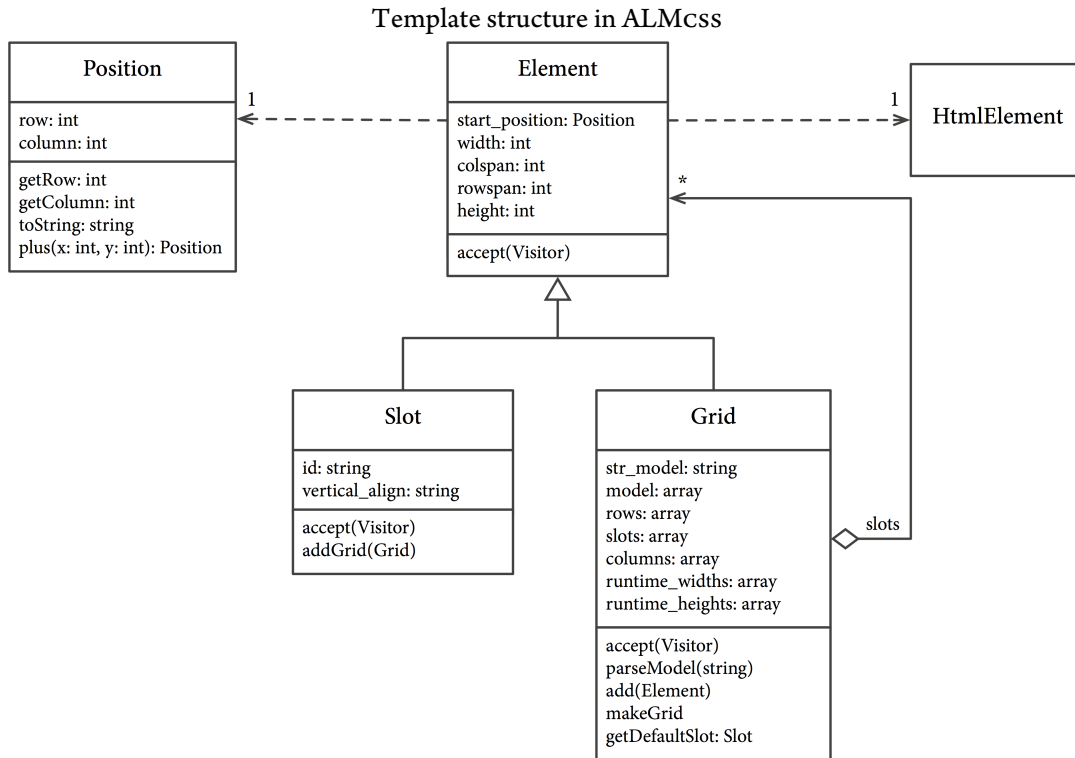 Template structure in ALMcss
Position
row: int
column: int
getRow: int
getColumn: int
toString: string
plus(x: int, y: int): Position
1
Element
start_position: Position
width: int
colspan: int
rowspan: int
height: int
accept(Visitor)
1
HtmlElement
*
Slot
id: string
vertical_align: string
accept(Visitor)
addGrid(Grid)
Grid
str_model: string
model: array
rows: array
slots: array
columns: array
runtime_widths: array
runtime_heights: array
accept(Visitor)
parseModel(string)
add(Element)
makeGrid
getDefaultSlot: Slot
slots